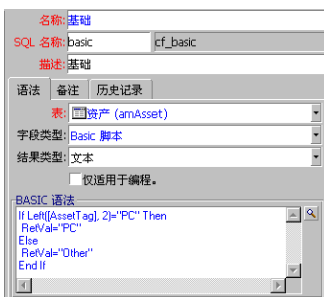 名称: 基础
SQL 名称: basic cf_basic
描述: 基础
语法 备注 历史记录
表: 资产 (amAsset)
字段类型: Basic 脚本
结果类型: 文本
仅适用于编程。
BASIC 语法
If Left([AssetTag], 2)="PC" Then
RetVal="PC"
Else
RetVal="Other"
End If